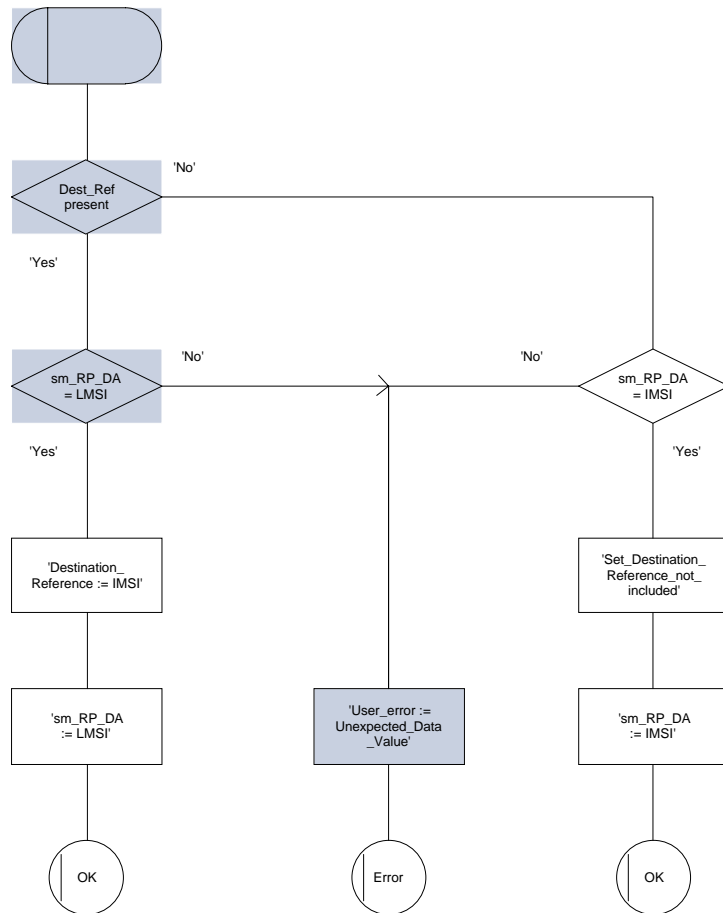 'No'
Dest_Ref
present
'Yes'
'No'
'No'
sm_RP_DA
= LMSI
sm_RP_DA
= IMSI
'Yes'
'Yes'
'Destination_
Reference := IMSI'
'Set_Destination_
Reference_not_
included'
'sm_RP_DA
:= LMSI'
'User_error :=
Unexpected_Data
_Value'
'sm_RP_DA
:= IMSI'
OK
Error
OK